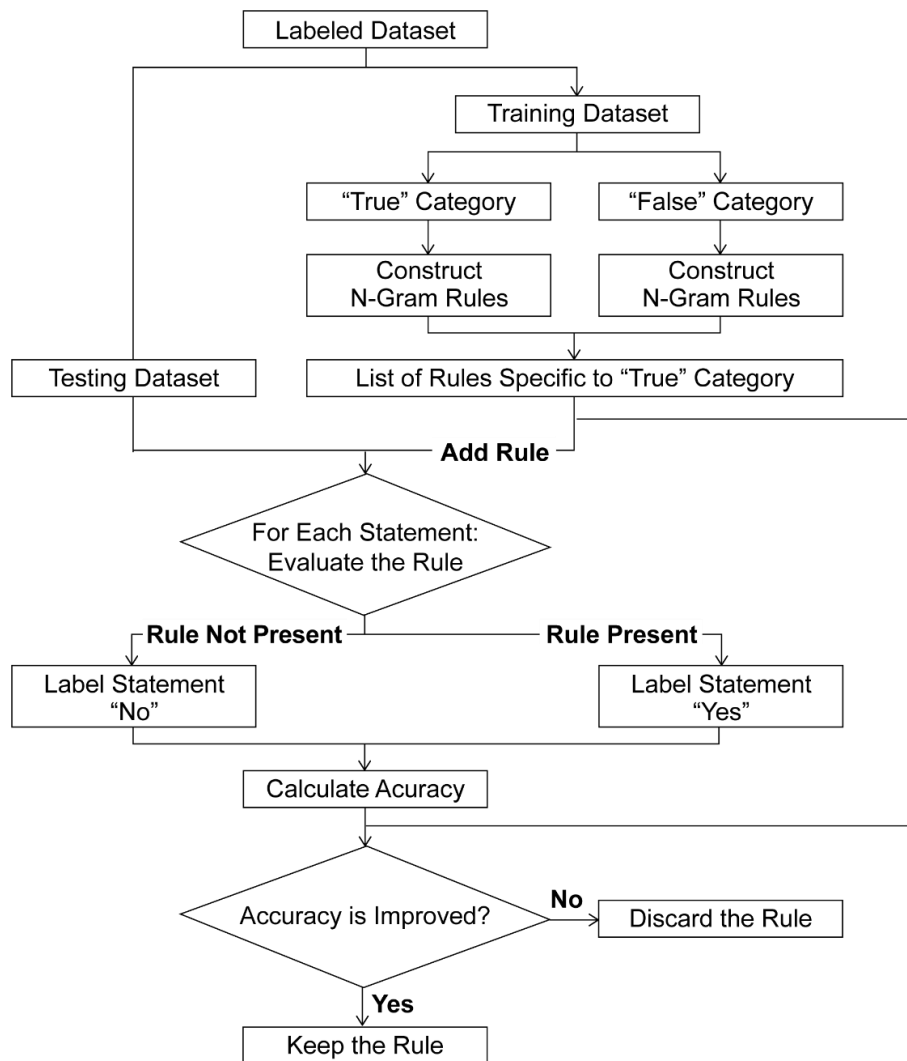 Labeled Dataset
Training Dataset
“True” Category
“False” Category
Construct
N-Gram Rules
Construct
N-Gram Rules
Testing Dataset
List of Rules Specific to “True” Category
Add Rule
For Each Statement:
Evaluate the Rule
Rule Not Present
Rule Present
Label Statement
“No”
Label Statement
“Yes”
Calculate Acuracy
Accuracy is Improved?
No
Discard the Rule
Yes
Keep the Rule